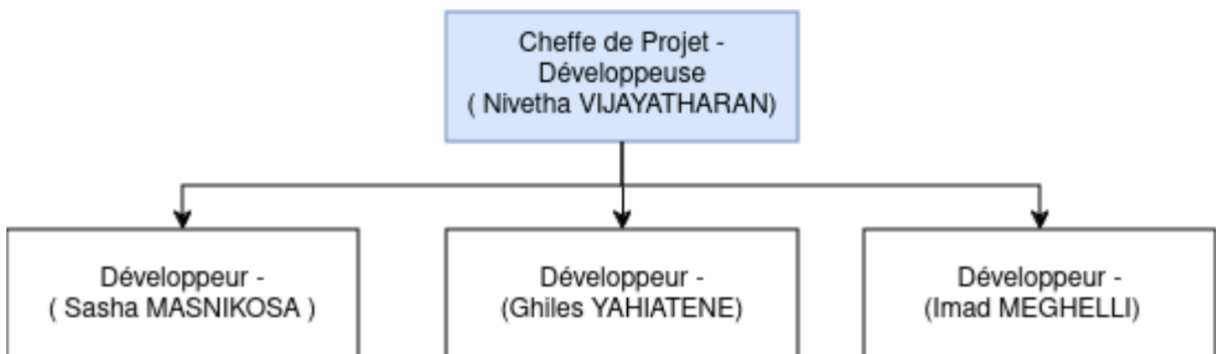 Cheffe de Projet -
Développeuse
( Nivetha VIJAYATHARAN)
Développeur -
( Sasha MASNIKOSA )
Développeur -
(Ghiles YAHIATENE)
Développeur -
(Imad MEGHELLI)